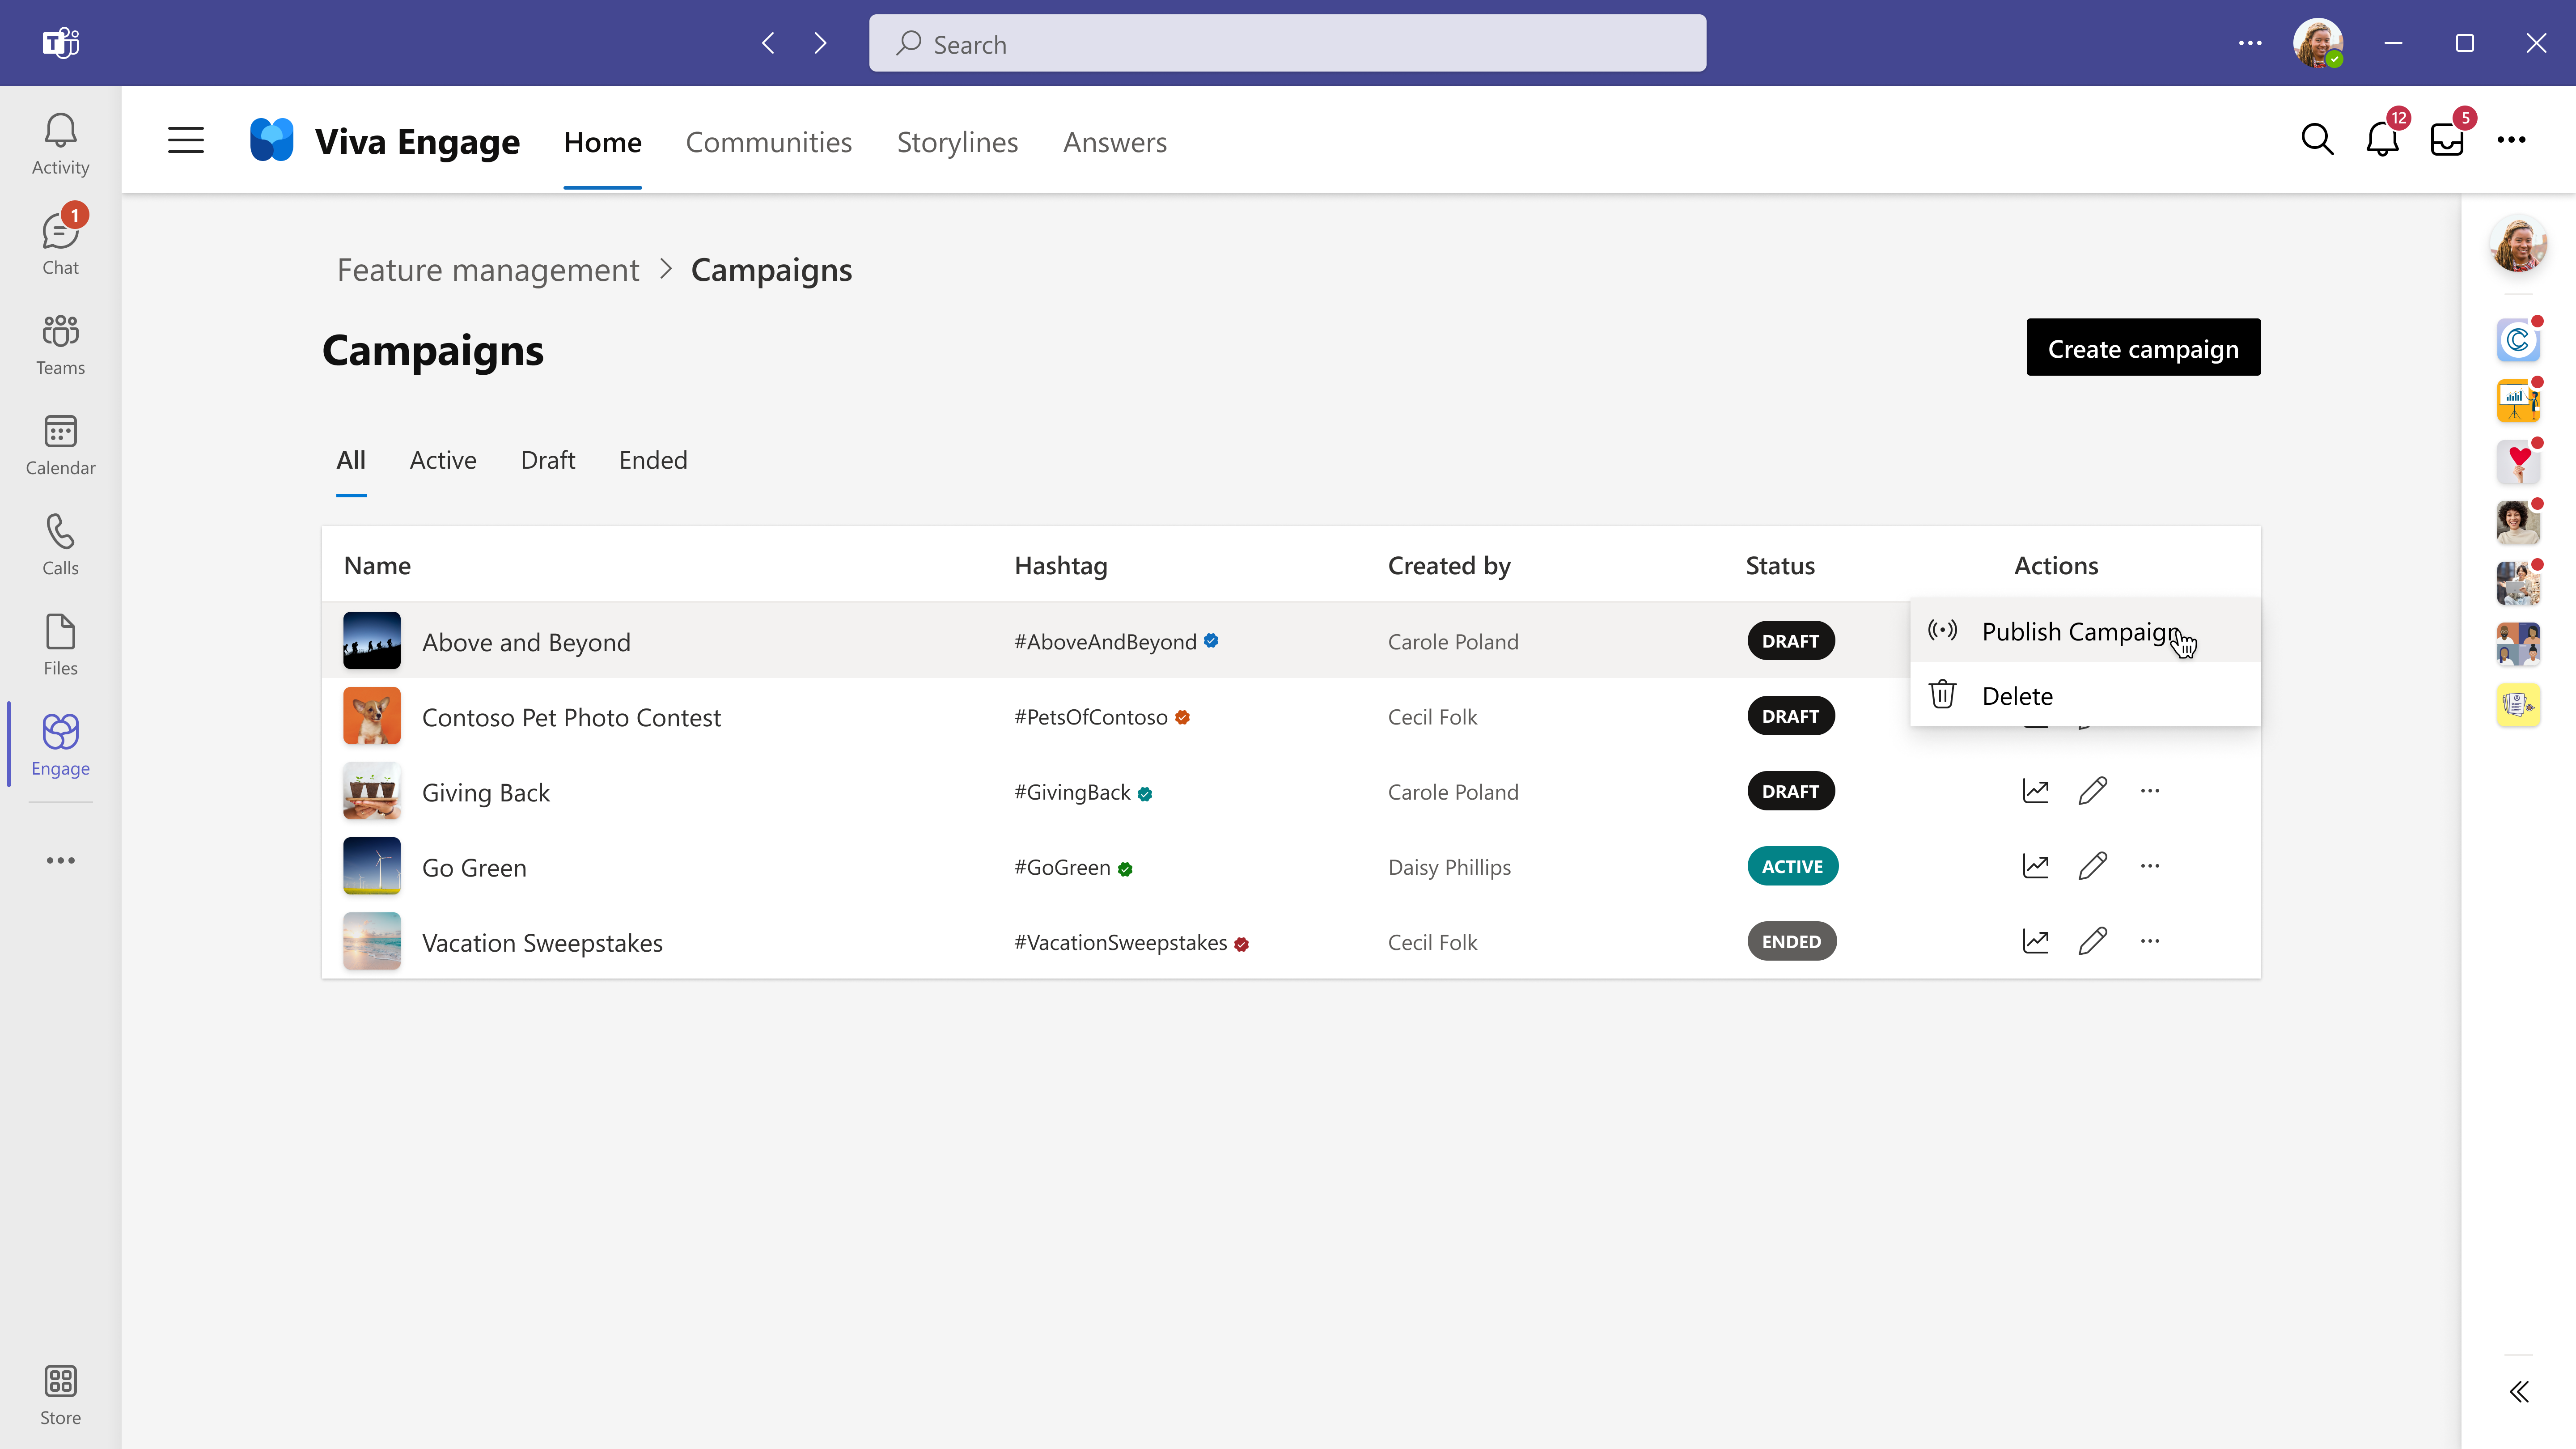 Search
Activity
1
Chat
Teams
Calendar
Calls
Files
Engage
Store
Viva Engage
Home
Communities
Storylines
Answers
12
5
Feature management > Campaigns
Campaigns
Create campaign
All
Active
Draft
Ended
Name Hashtag Created by Status Actions
Above and Beyond #AboveAndBeyond Carole Poland DRAFT
Publish Campaign
Delete
Contoso Pet Photo Contest #PetsOfContoso Cecil Folk DRAFT
Giving Back #GivingBack Carole Poland DRAFT
Go Green #GoGreen Daisy Phillips ACTIVE
Vacation Sweepstakes #VacationSweepstakes Cecil Folk ENDED